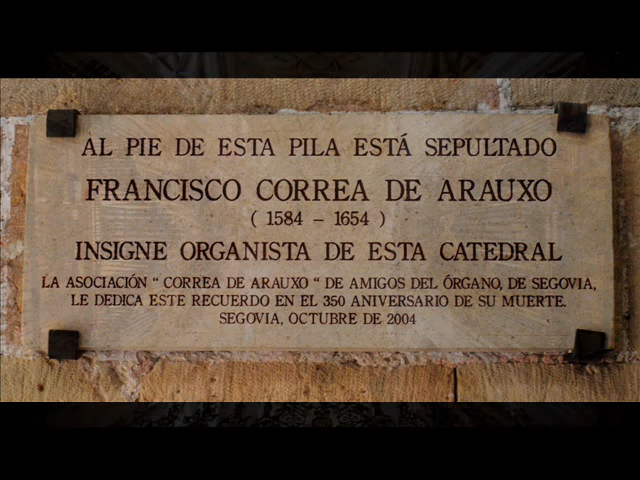 AL PIE DE ESTA PILA ESTÁ SEPULTADO
FRANCISCO CORREA DE ARAUXO
( 1584 – 1654 )
INSIGNE ORGANISTA DE ESTA CATEDRAL
LA ASOCIACIÓN “ CORREA DE ARAUXO “ DE AMIGOS DEL ÓRGANO, DE SEGOVIA,
LE DEDICA ESTE RECUERDO EN EL 350 ANIVERSARIO DE SU MUERTE.
SEGOVIA, OCTUBRE DE 2004